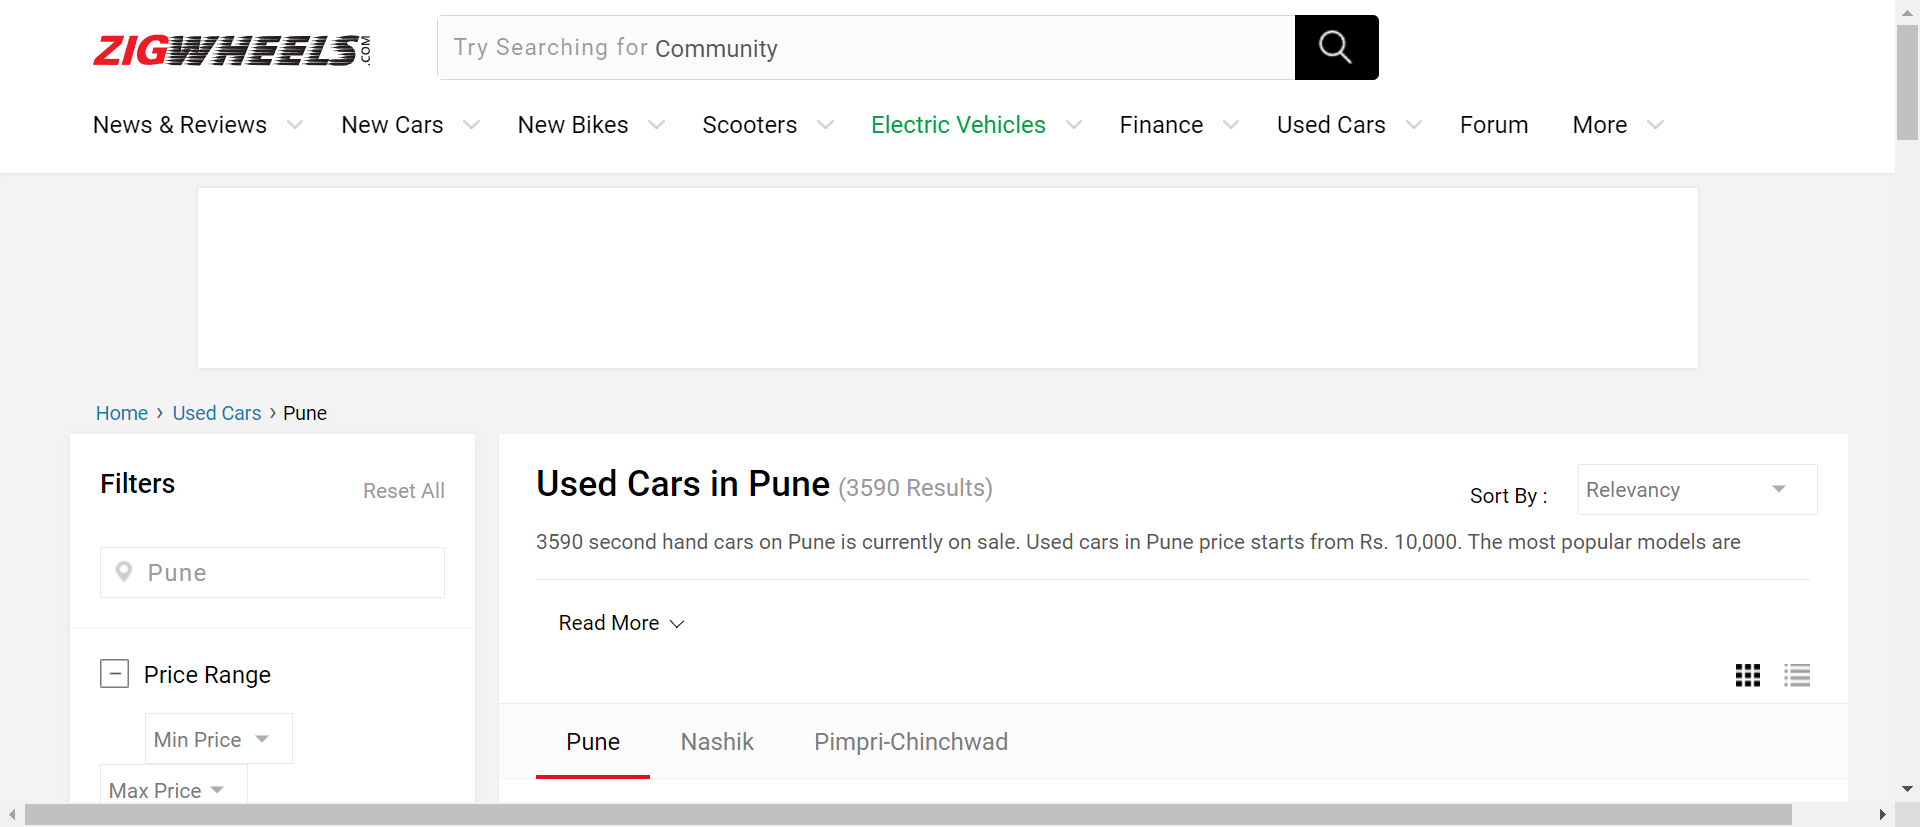 ZIGWHEELS.COM
Try Searching for Community
News & Reviews New Cars New Bikes Scooters Electric Vehicles Finance Used Cars Forum More
Home › Used Cars › Pune
Filters
Reset All
Pune
Price Range
Min Price
Max Price
Used Cars in Pune (3590 Results)
Sort By : Relevancy
3590 second hand cars on Pune is currently on sale. Used cars in Pune price starts from Rs. 10,000. The most popular models are
Read More
Pune Nashik Pimpri-Chinchwad